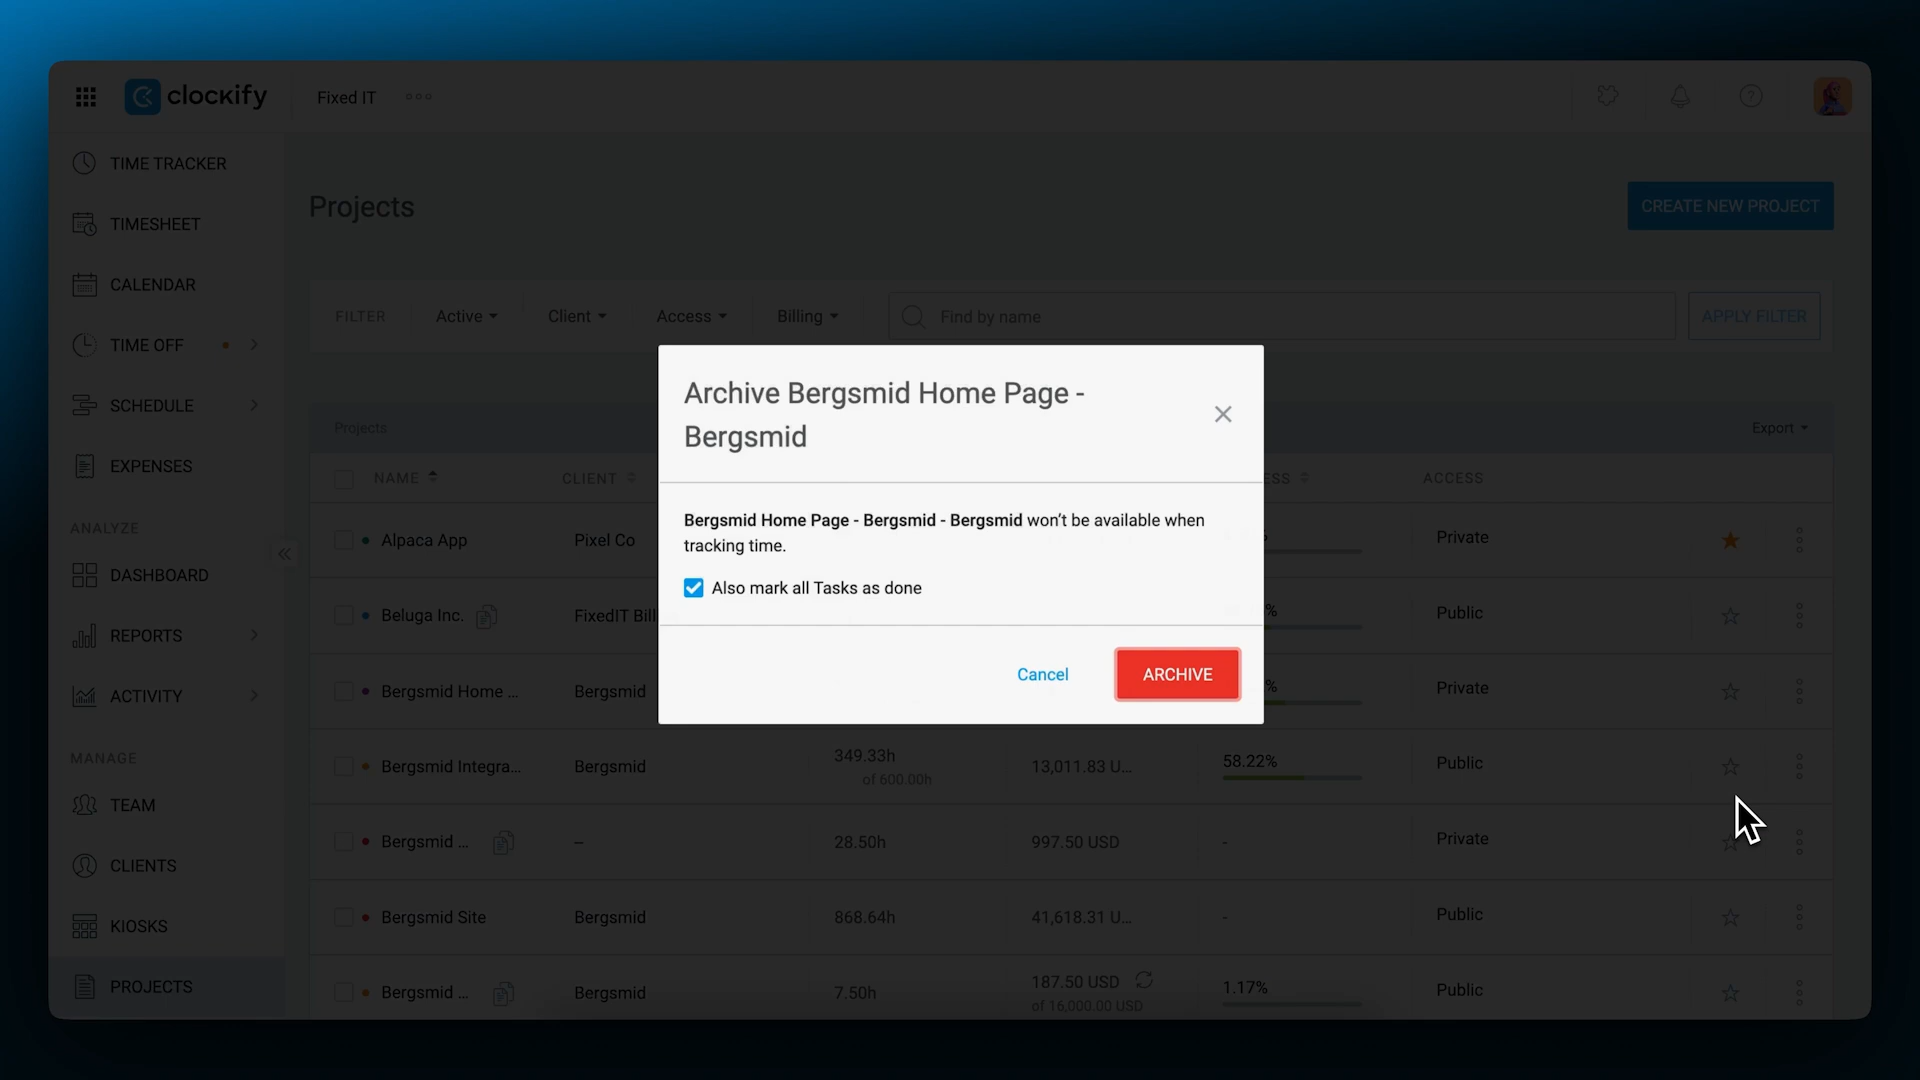 clockify
Fixed IT
TIME TRACKER
TIMESHEET
CALENDAR
TIME OFF
SCHEDULE
EXPENSES
ANALYZE
DASHBOARD
REPORTS
ACTIVITY
MANAGE
TEAM
CLIENTS
KIOSKS
PROJECTS
Projects
CREATE NEW PROJECT
FILTER
Active
Client
Access
Billing
Find by name
APPLY FILTER
Projects
Export
NAME
CLIENT
ESS
ACCESS
Alpaca App
Pixel Co
Private
Beluga Inc.
FixedIT Bil
%
Public
Bergsmid Home ...
Bergsmid
%
Private
Bergsmid Integra...
Bergsmid
349.33h
of 600.00h
13,011.83 U...
58.22%
Public
Bergsmid ...
–
28.50h
997.50 USD
-
Private
Bergsmid Site
Bergsmid
868.64h
41,618.31 U...
-
Public
Bergsmid ...
Bergsmid
7.50h
187.50 USD
of 16,000.00 USD
1.17%
Public
Archive Bergsmid Home Page -
Bergsmid
Bergsmid Home Page - Bergsmid - Bergsmid won't be available when
tracking time.
Also mark all Tasks as done
Cancel
ARCHIVE